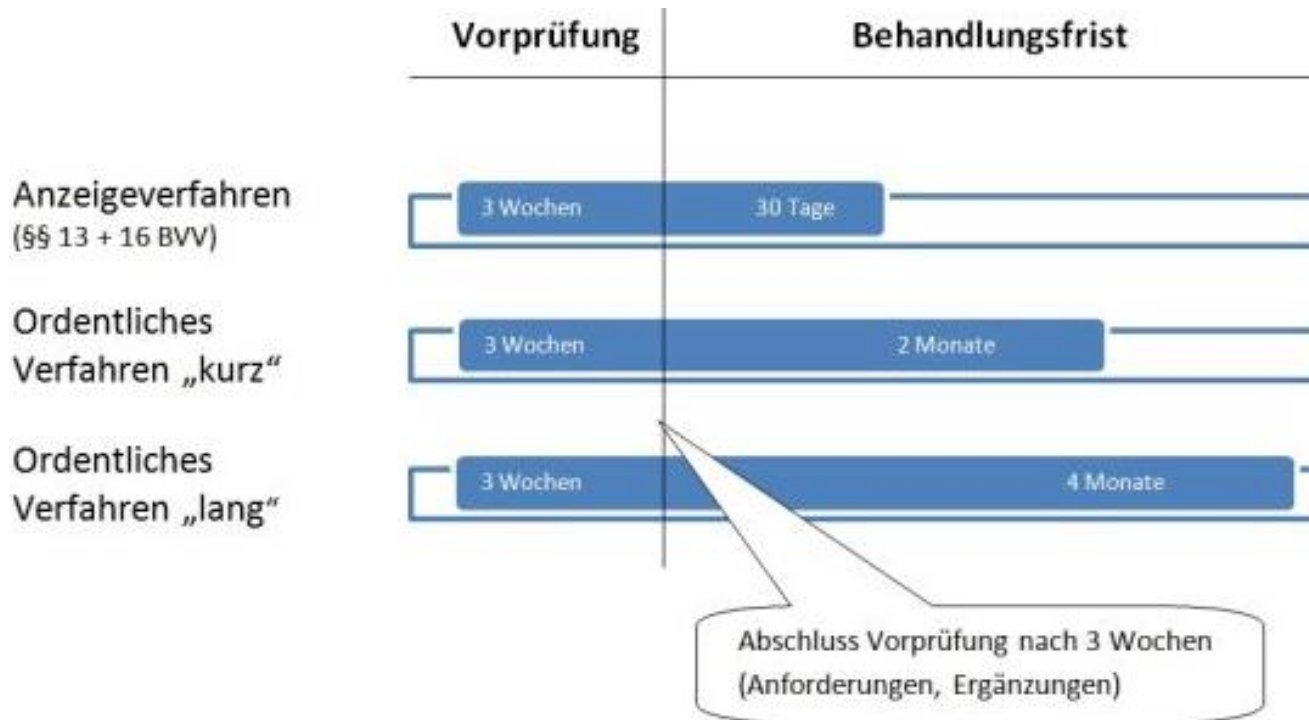 Vorprüfung
Behandlungsfrist
Anzeigeverfahren
(§§ 13 + 16 BVV)
3 Wochen
30 Tage
Ordentliches
Verfahren „kurz“
3 Wochen
2 Monate
Ordentliches
Verfahren „lang“
3 Wochen
4 Monate
Abschluss Vorprüfung nach 3 Wochen
(Anforderungen, Ergänzungen)